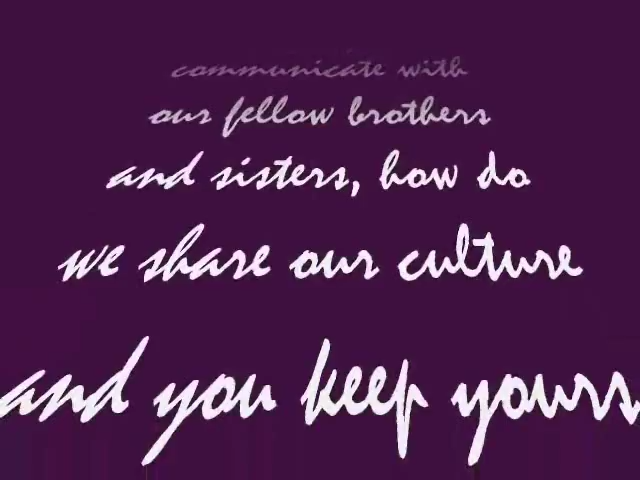 communicate with
our fellow brothers
and sisters, how do
we share our culture
and you keep yours